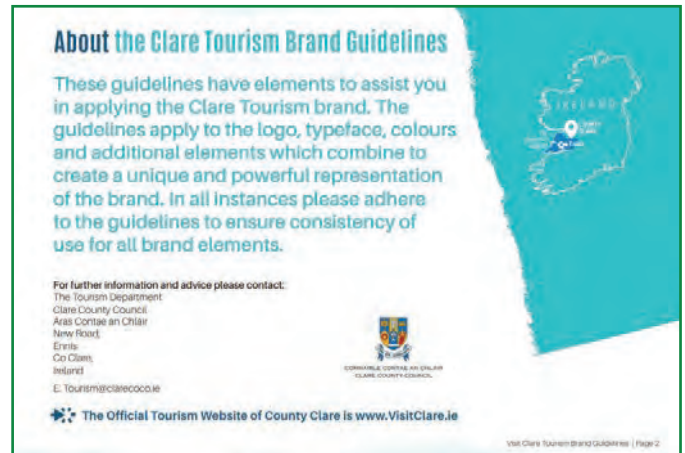 About the Clare Tourism Brand Guidelines
These guidelines have elements to assist you
in applying the Clare Tourism brand. The
guidelines apply to the logo, typeface, colours
and additional elements which combine to
create a unique and powerful representation
of the brand. In all instances please adhere
to the guidelines to ensure consistency of
use for all brand elements.
For further information and advice please contact:
The Tourism Department
Clare County Council
Aras Contae an Chlair
New Road,
Ennis
Co Clare,
Ireland
E. Tourism@clarecoco.ie
The Official Tourism Website of County Clare is www.VisitClare.ie
IRELAND
COMHAIRLE CONTAE AN CHLÁIR
CLARE COUNTY COUNCIL
Visit Clare Tourism Brand Guidelines | Page 2